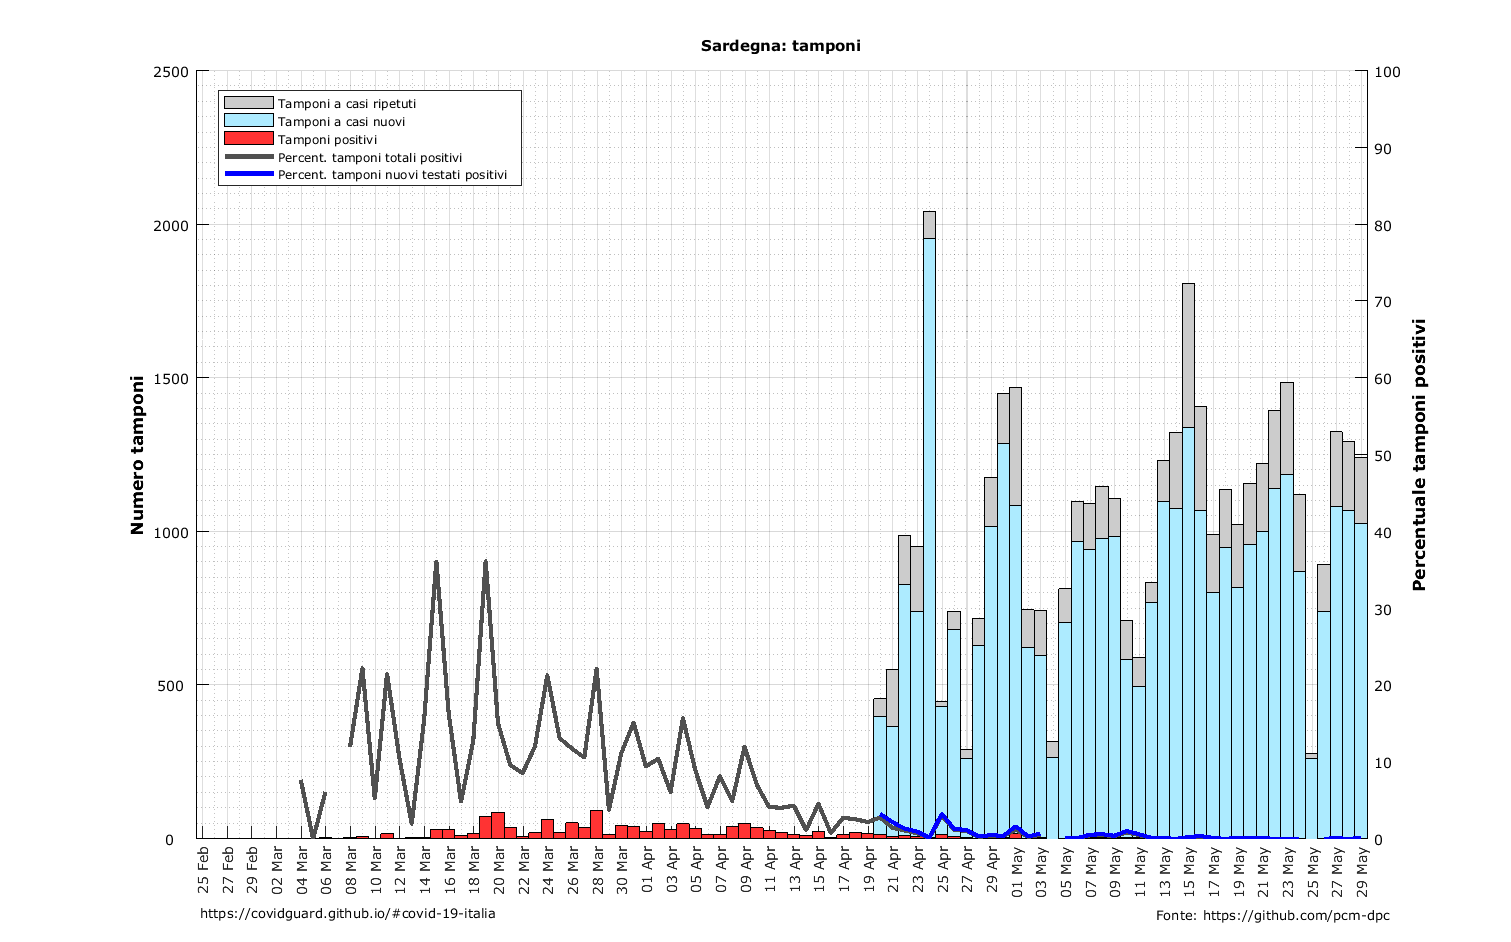 Sardegna: tamponi
Tamponi a casi ripetuti
Tamponi a casi nuovi
Tamponi positivi
Percent. tamponi totali positivi
Percent. tamponi nuovi testati positivi
Numero tamponi
2500
2000
1500
1000
500
0
100
90
80
70
60
50
40
30
20
10
0
Percentuale tamponi positivi
25 Feb
27 Feb
29 Feb
02 Mar
04 Mar
06 Mar
08 Mar
10 Mar
12 Mar
14 Mar
16 Mar
18 Mar
20 Mar
22 Mar
24 Mar
26 Mar
28 Mar
30 Mar
01 Apr
03 Apr
05 Apr
07 Apr
09 Apr
11 Apr
13 Apr
15 Apr
17 Apr
19 Apr
21 Apr
23 Apr
25 Apr
27 Apr
29 Apr
01 May
03 May
05 May
07 May
09 May
11 May
13 May
15 May
17 May
19 May
21 May
23 May
25 May
27 May
29 May
https://covidguard.github.io/#covid-19-italia
Fonte: https://github.com/pcm-dpc